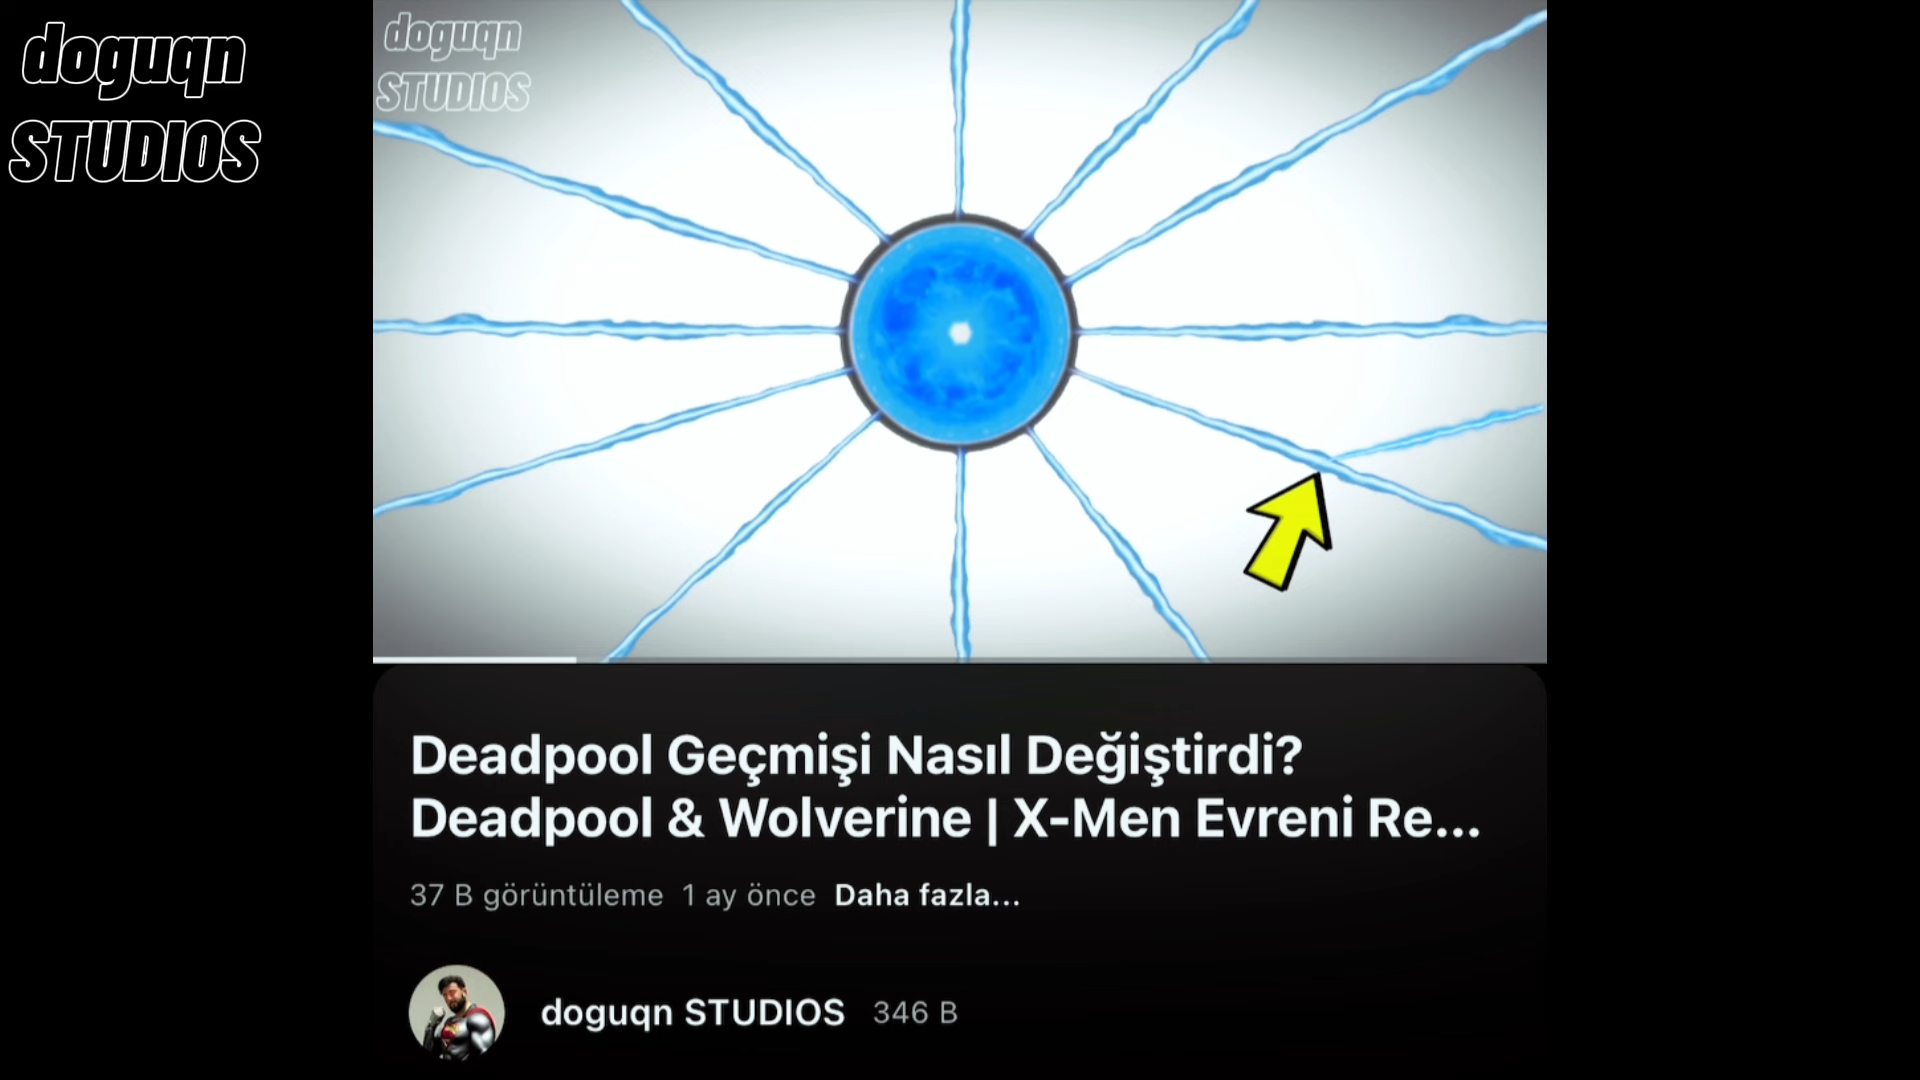 doguqn
STUDIOS
doguqn
STUDIOS
Deadpool Geçmişi Nasıl Değiştirdi?
Deadpool & Wolverine | X-Men Evreni Re...
37 B görüntüleme 1 ay önce Daha fazla...
doguqn STUDIOS 346 B